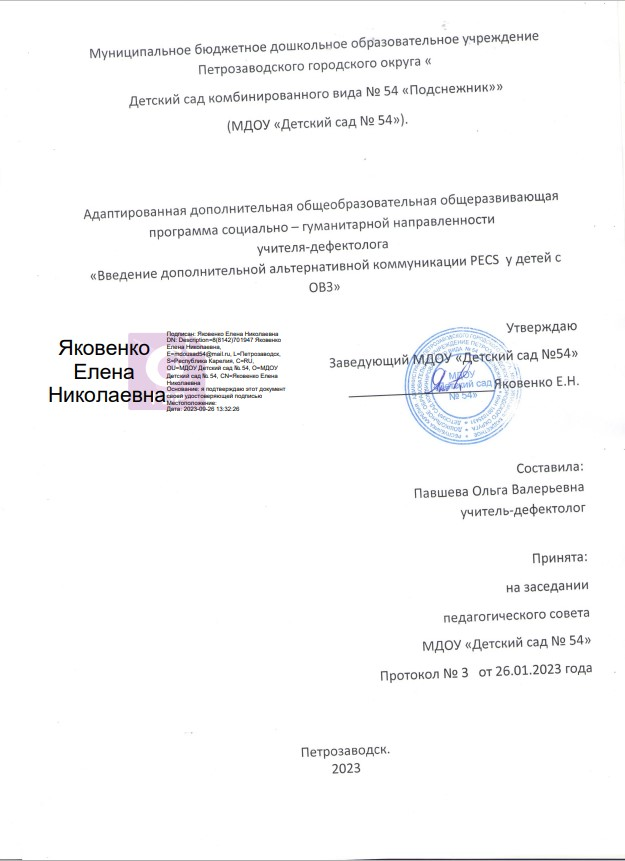 Муниципальное бюджетное дошкольное образовательное учреждение
Петрозаводского городского округа «
Детский сад комбинированного вида № 54 «Подснежник»»
(МДОУ «Детский сад № 54»).
Адаптированная дополнительная общеобразовательная общеразвивающая
программа социально – гуманитарной направленности
учителя-дефектолога
«Введение дополнительной альтернативной коммуникации PECS у детей с
ОВЗ»
Яковенко
Елена
Николаевна
Подписан: Яковенко Елена Николаевна
DN: Description=8(8142)701947 Яковенко
Елена Николаевна,
E=mdousad54@mail.ru, L=Петрозаводск,
S=Республика Карелия, C=RU,
OU=МДОУ Детский сад № 54, O=МДОУ
Детский сад № 54, CN=Яковенко Елена
Николаевна
Основание: я подтверждаю этот документ
своей удостоверяющей подписью
Местоположение:
Дата: 2023-09-26 13:32:26
Утверждаю
Заведующий МДОУ «Детский сад №54»
Яковенко Е.Н.
МДОУ
«Детский сад
№ 54»
Составила:
Павшева Ольга Валерьевна
учитель-дефектолог
Принята:
на заседании
педагогического совета
МДОУ «Детский сад № 54»
Протокол № 3 от 26.01.2023 года
Петрозаводск.
2023